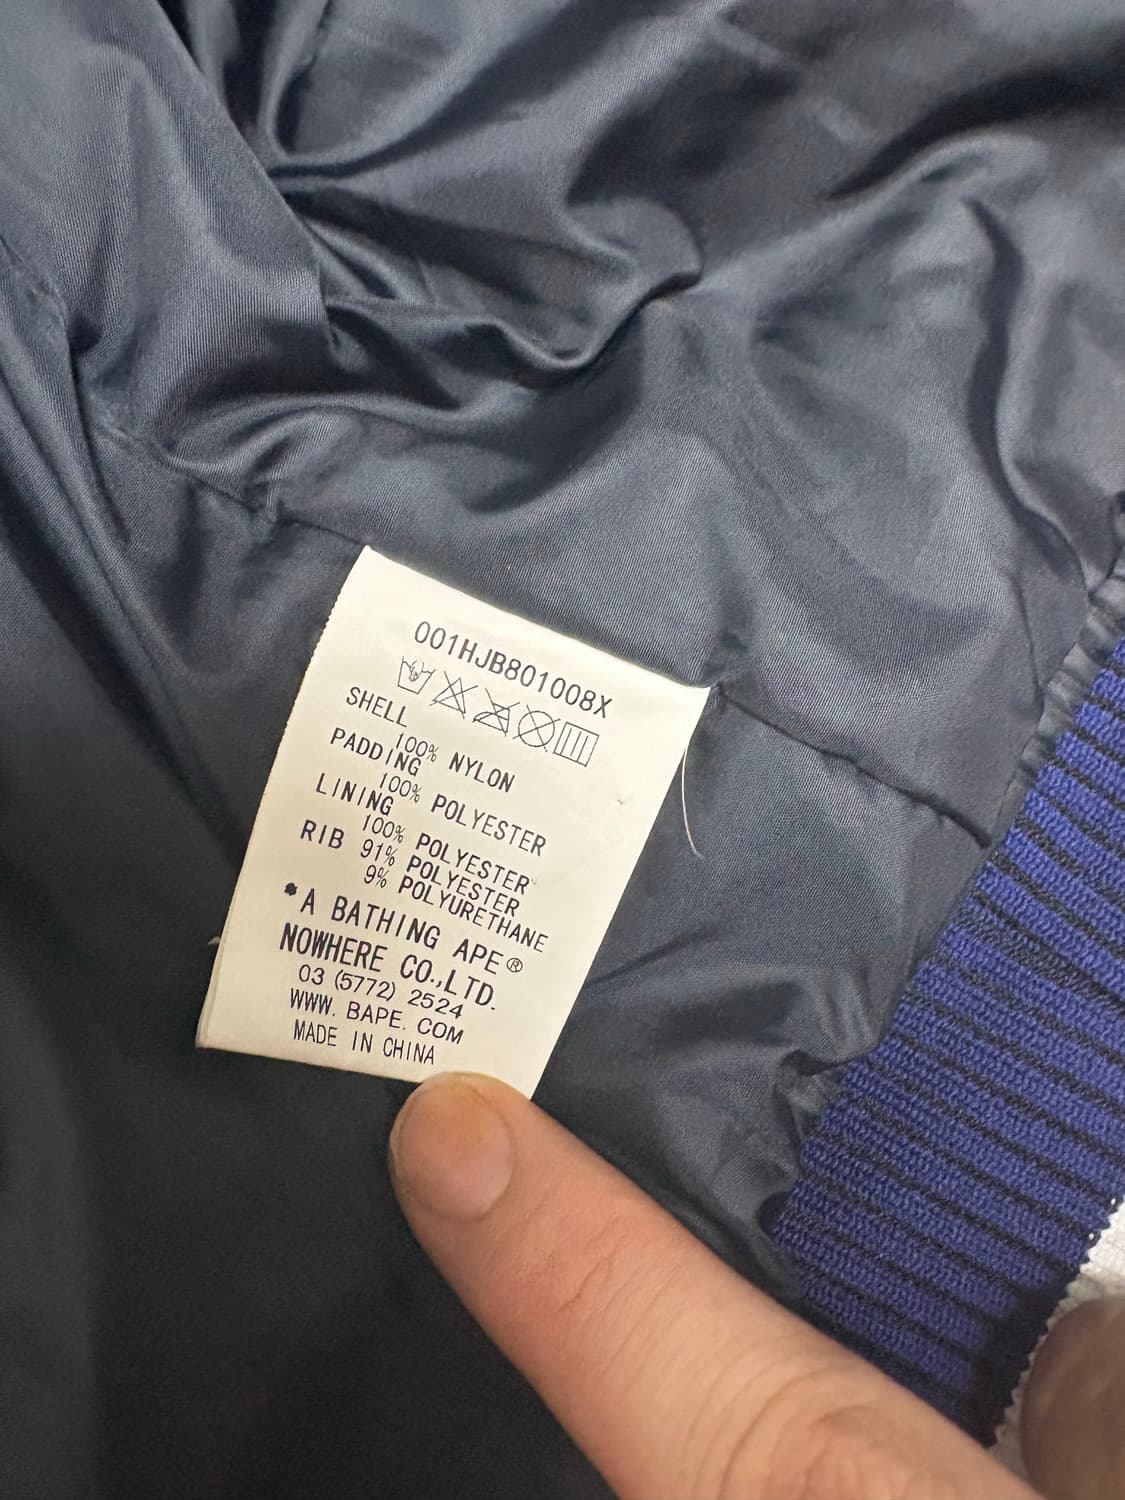 001HJB801008X
SHELL
100% NYLON
PADDING
100% POLYESTER
LINING
100% POLYESTER
RIB 91% POLYESTER
9% POLYURETHANE
*A BATHING APE®
NOWHERE CO.,LTD.
03 (5772) 2524
WWW. BAPE. COM
MADE IN CHINA